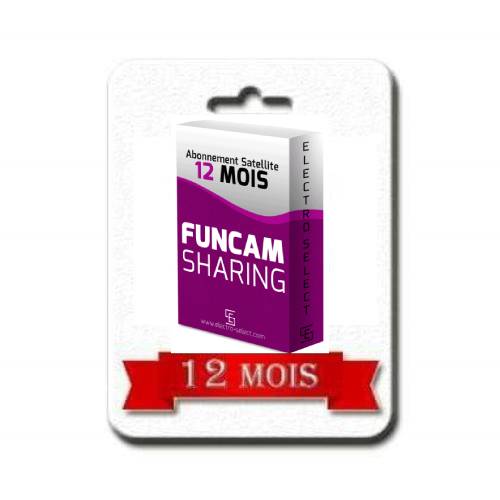 Abonnement Satellite
12 MOIS
FUNCAM
SHARING
www.electro-select.com
ELECTRO SELECT
12 MOIS